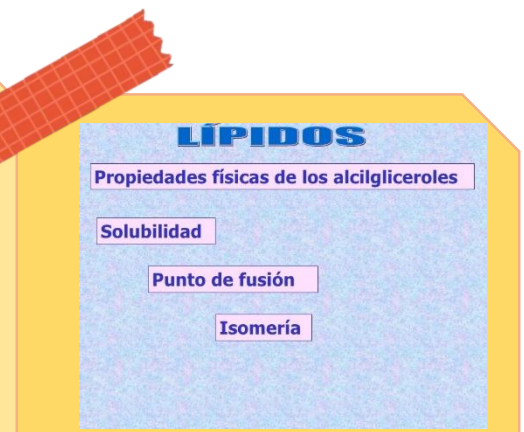 LÍPIDOS
Propiedades físicas de los alcilgliceroles
Solubilidad
Punto de fusión
Isomería